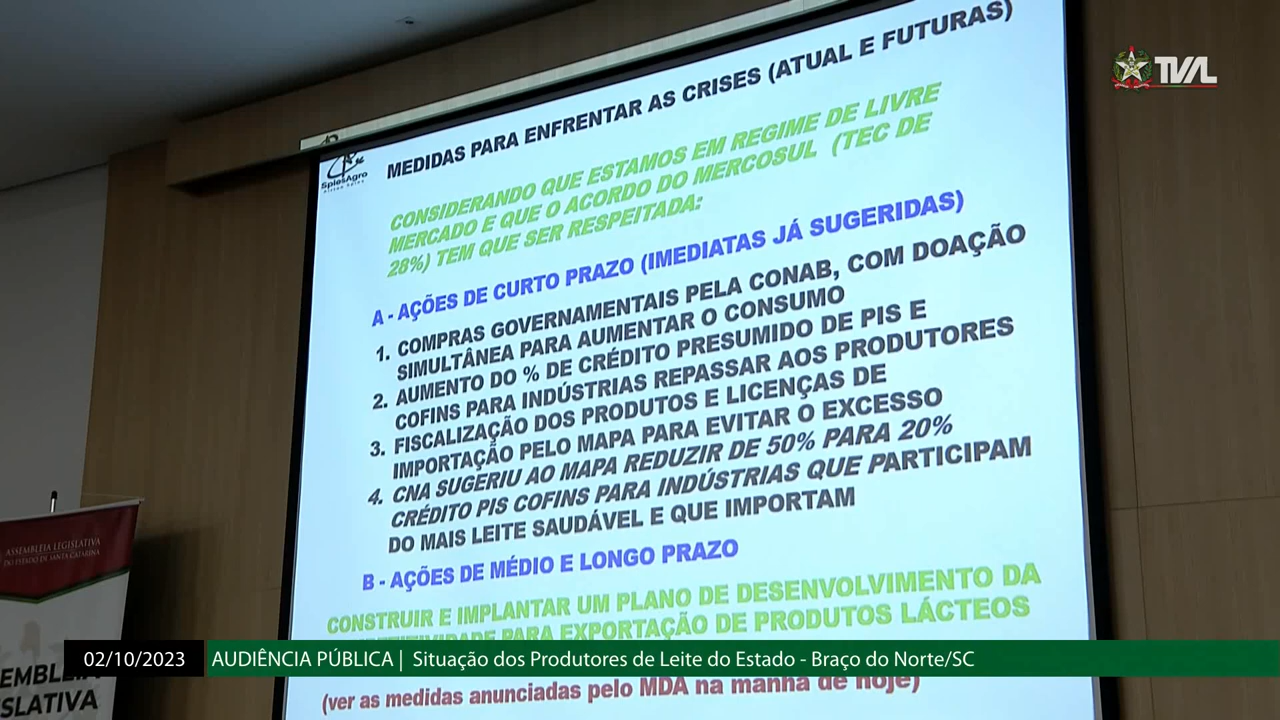 TVAL
SplesAgro
MEDIDAS PARA ENFRENTAR AS CRISES (ATUAL E FUTURAS)
CONSIDERANDO QUE ESTAMOS EM REGIME DE LIVRE
MERCADO E QUE O ACORDO DO MERCOSUL (TEC DE
28%) TEM QUE SER RESPEITADA:
A - AÇÕES DE CURTO PRAZO (IMEDIATAS JÁ SUGERIDAS)
1. COMPRAS GOVERNAMENTAIS PELA CONAB, COM DOAÇÃO
SIMULTÂNEA PARA AUMENTAR O CONSUMO
2. AUMENTO DO % DE CRÉDITO PRESUMIDO DE PIS E
COFINS PARA INDÚSTRIAS REPASSAR AOS PRODUTORES
3. FISCALIZAÇÃO DOS PRODUTOS E LICENÇAS DE
IMPORTAÇÃO PELO MAPA PARA EVITAR O EXCESSO
4. CNA SUGERIU AO MAPA REDUZIR DE 50% PARA 20%
CRÉDITO PIS COFINS PARA INDÚSTRIAS QUE PARTICIPAM
DO MAIS LEITE SAUDÁVEL E QUE IMPORTAM
B - AÇÕES DE MÉDIO E LONGO PRAZO
CONSTRUIR E IMPLANTAR UM PLANO DE DESENVOLVIMENTO DA
PARA EXPORTAÇÃO DE PRODUTOS LÁCTEOS
(ver as medidas anunciadas pelo MDA na manhã de hoje)
ASSEMBLEIA LEGISLATIVA
DO ESTADO DE SANTA CATARINA
02/10/2023 AUDIÊNCIA PÚBLICA | Situação dos Produtores de Leite do Estado - Braço do Norte/SC